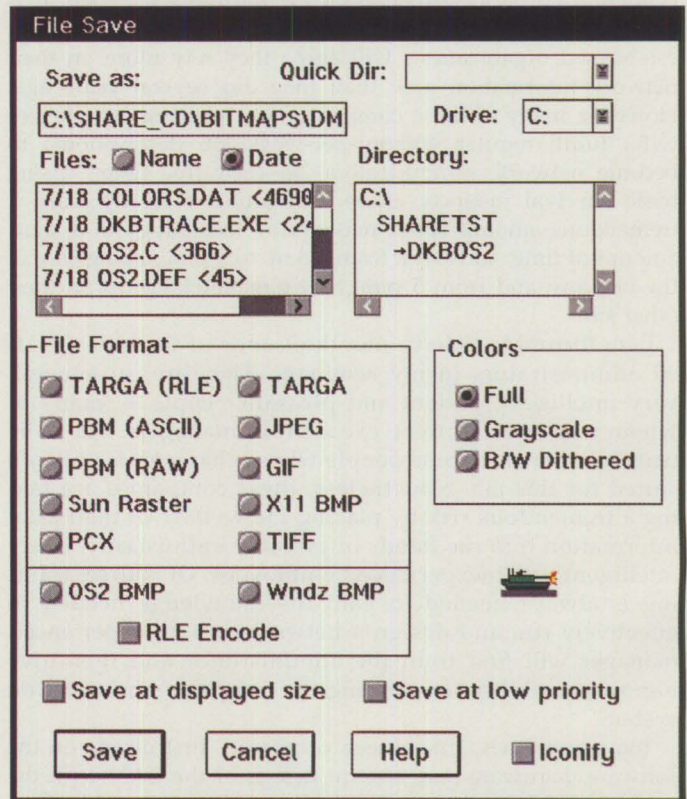 File Save
Save as:
Quick Dir:
C:\SHARE_CD\BITMAPS\DM
Drive: C:
Files: Name Date
Directory:
7/18 COLORS.DAT <4690
7/18 DKBTRACE.EXE <24
7/18 OS2.C <366>
7/18 OS2.DEF <45>
C:\
SHARETST
→DKBOS2
File Format
TARGA (RLE) TARGA
PBM (ASCII) JPEG
PBM (RAW) GIF
Sun Raster X11 BMP
PCX TIFF
OS2 BMP Wndz BMP
RLE Encode
Colors
Full
Grayscale
B/W Dithered
Save at displayed size Save at low priority
Save Cancel Help Iconify